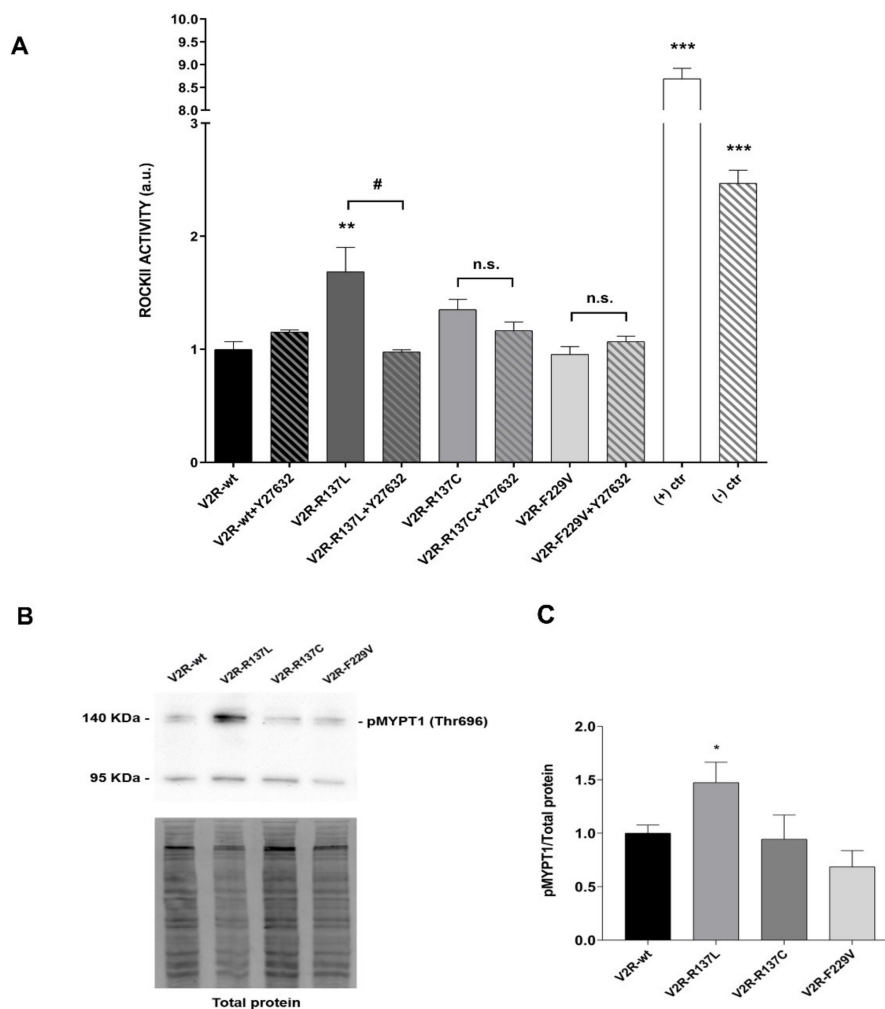 A
ROCKII ACTIVITY (a.u.)
10.0
9.5
9.0
8.5
8.0
3
2
1
0
**
#
n.s.
n.s.
***
***
V2R-wt
V2R-wt+Y27632
V2R-R137L
V2R-R137L+Y27632
V2R-R137C
V2R-R137C+Y27632
V2R-F229V
V2R-F229V+Y27632
(+) ctr
(-) ctr
B
V2R-wt
V2R-R137L
V2R-R137C
V2R-F229V
140 KDa -
- pMYPT1 (Thr696)
95 KDa -
Total protein
C
pMYPT1/Total protein
2.0
1.5
1.0
0.5
0.0
*
V2R-wt
V2R-R137L
V2R-R137C
V2R-F229V